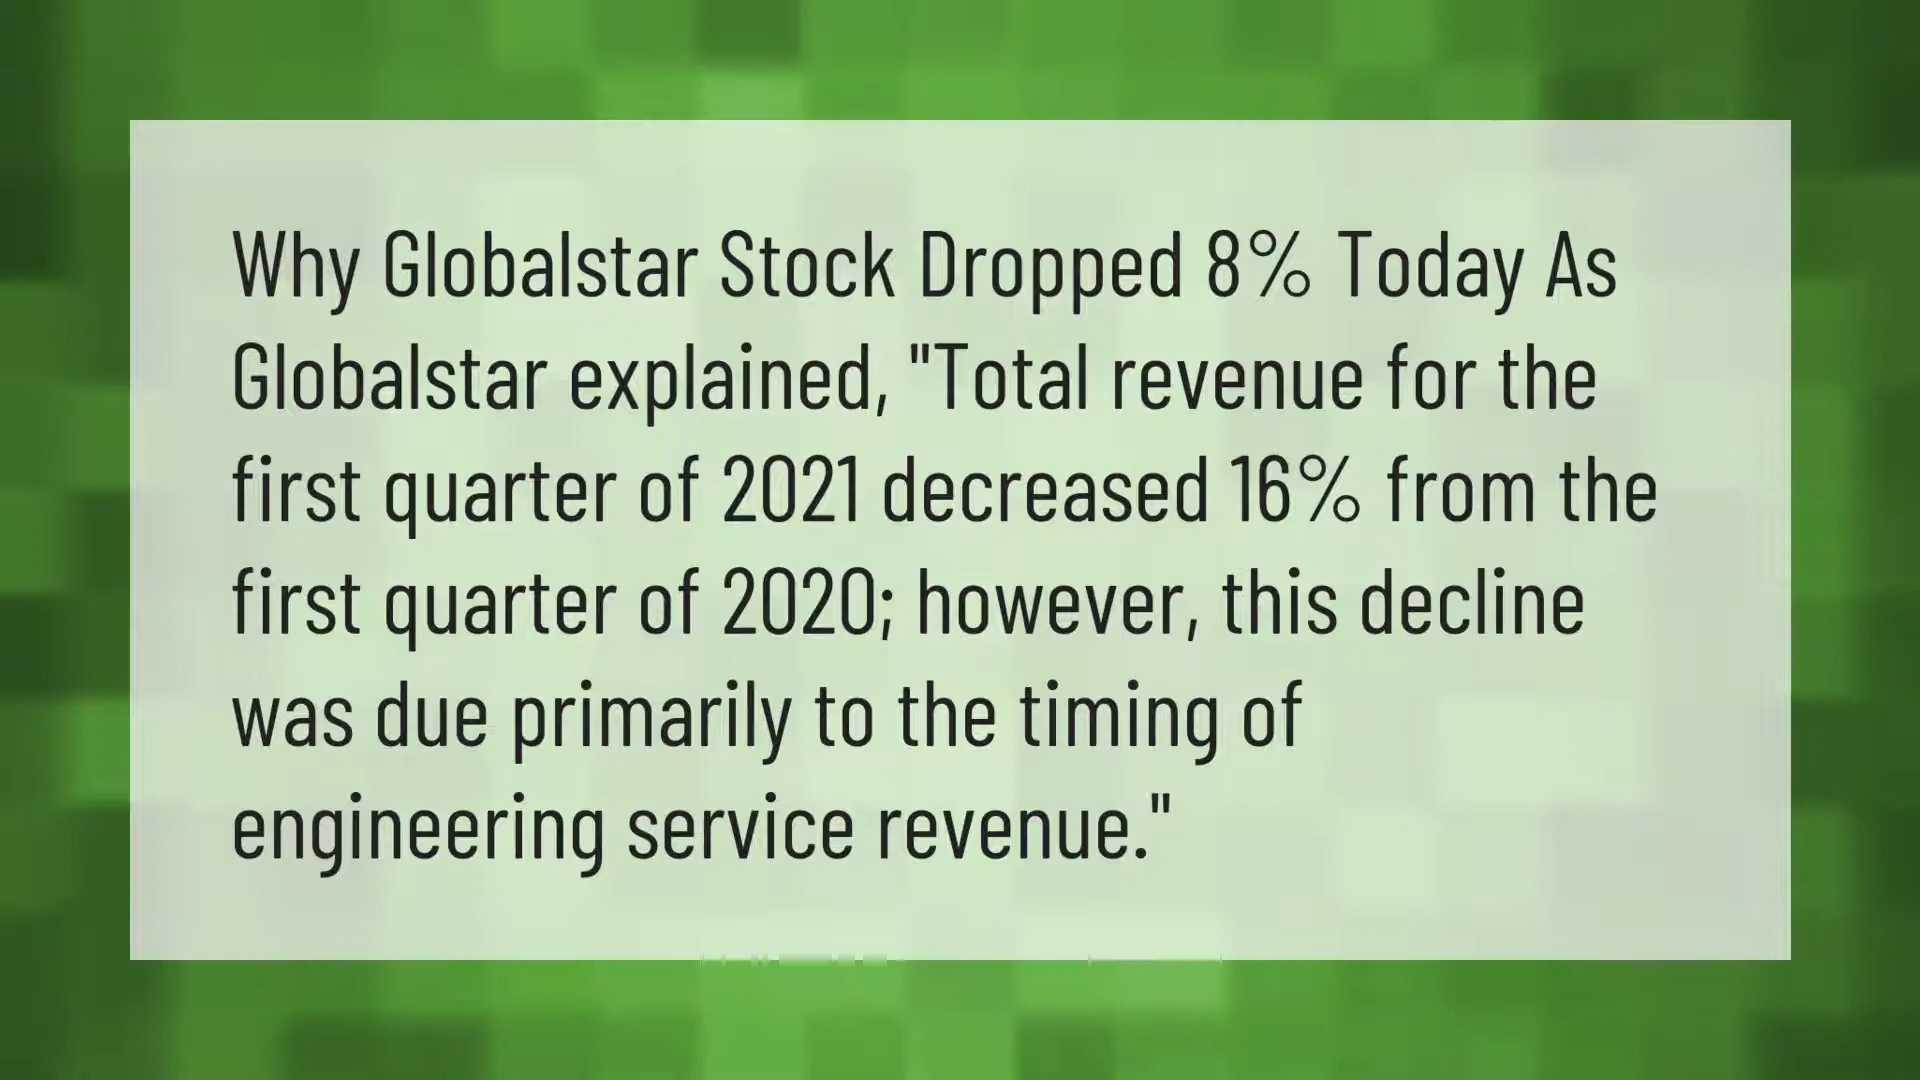 Why Globalstar Stock Dropped 8% Today As
Globalstar explained, "Total revenue for the
first quarter of 2021 decreased 16% from the
first quarter of 2020; however, this decline
was due primarily to the timing of
engineering service revenue."